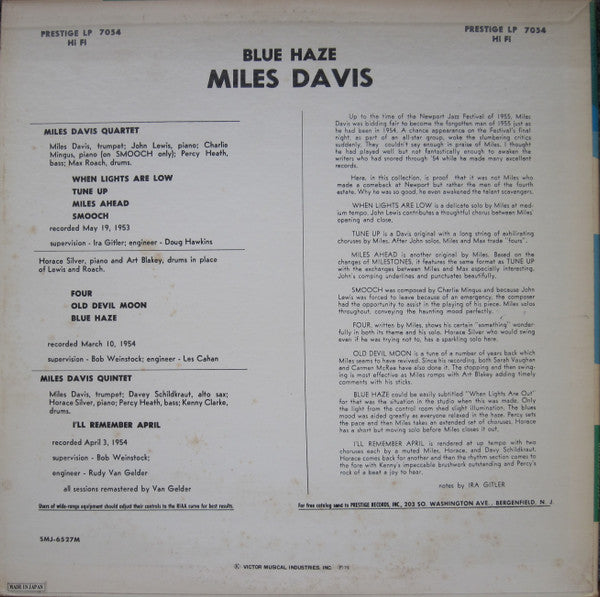 PRESTIGE LP 7054
Hi Fi
PRESTIGE LP 7054
Hi Fi
BLUE HAZE
MILES DAVIS
MILES DAVIS QUARTET
Miles Davis, trumpet; John Lewis, piano; Charlie
Mingus, piano (on SMOOCH only); Percy Heath,
bass; Max Roach, drums.
WHEN LIGHTS ARE LOW
TUNE UP
MILES AHEAD
SMOOCH
recorded May 19, 1953
supervision - Ira Gitler; engineer - Doug Hawkins
Horace Silver, piano and Art Blakey, drums in place
of Lewis and Roach.
FOUR
OLD DEVIL MOON
BLUE HAZE
recorded March 10, 1954
supervision - Bob Weinstock; engineer - Les Cahan
MILES DAVIS QUINTET
Miles Davis, trumpet; Davey Schildkraut, alto sax;
Horace Silver, piano; Percy Heath, bass; Kenny Clarke,
drums.
I'LL REMEMBER APRIL
recorded April 3, 1954
supervision - Bob Weinstock;
engineer - Rudy Van Gelder
all sessions remastered by Van Gelder
Users of wide-range equipment should adjust their controls to the RIAA curve for best results.
Up to the time of the Newport Jazz Festival of 1955, Miles
Davis was bidding fair to become the forgotten man of 1955 just as
he had been in 1954. A chance appearance on the Festival's final
night, as part of an all-star group, woke the slumbering critics
suddenly. They couldn't say enough in praise of Miles. I thought
he had played well but not fantastically enough to awaken the
writers who had snored through '54 while he made many excellent
records.
Here, in this collection, is proof that it was not Miles who
made a comeback at Newport but rather the men of the fourth
estate. Why he was so good, he even awakened the talent scavengers.
WHEN LIGHTS ARE LOW is a delicate solo by Miles at med-
ium tempo. John Lewis contributes a thoughtful chorus between Miles'
opening and close.
TUNE UP is a Davis original with a long string of exhilirating
choruses by Miles. After John solos, Miles and Max trade "fours".
MILES AHEAD is another original by Miles. Based on the
changes of MILESTONES, it features the same format as TUNE UP
with the exchanges between Miles and Max especially interesting.
John's comping underlines and punctuates beautifully.
SMOOCH was composed by Charlie Mingus and because John
Lewis was forced to leave because of an emergency, the composer
had the opportunity to assist in the playing of his piece. Miles solos
throughout, conveying the haunting mood perfectly.
FOUR, written by Miles, shows his certain "something" wonder-
fully in both its theme and his solo. Horace Silver who would swing
even if he was trying not to, has a sparkling solo here.
OLD DEVIL MOON is a tune of a number of years back which
Miles seems to have revived. Since his recording, both Sarah Vaughan
and Carmen McRae have also done it. The stopping and then swing-
ing is most effective as Miles romps with Art Blakey adding timely
comments with his sticks.
BLUE HAZE could be easily subtitled "When Lights Are Out"
for that was the situation in the studio when this was made. Only
the light from the control room shed slight illumination. The blues
mood was aided greatly as everyone relaxed in the haze. Percy sets
the pace and then Miles takes an extended set of choruses. Horace
has a short but moving solo before Miles closes it out.
I'LL REMEMBER APRIL is rendered at up tempo with two
choruses each by a muted Miles, Horace, and Davy Schildkraut.
Horace comes back for another and then the rhythm section comes to
the fore with Kenny's impeccable brushwork outstanding and Percy's
rock of a beat a joy to hear.
notes by IRA GITLER
For free catalog send to PRESTIGE RECORDS, INC., 203 SO. WASHINGTON AVE., BERGENFIELD, N. J.
SMJ-6527M
VICTOR MUSICAL INDUSTRIES, INC.
MADE IN JAPAN